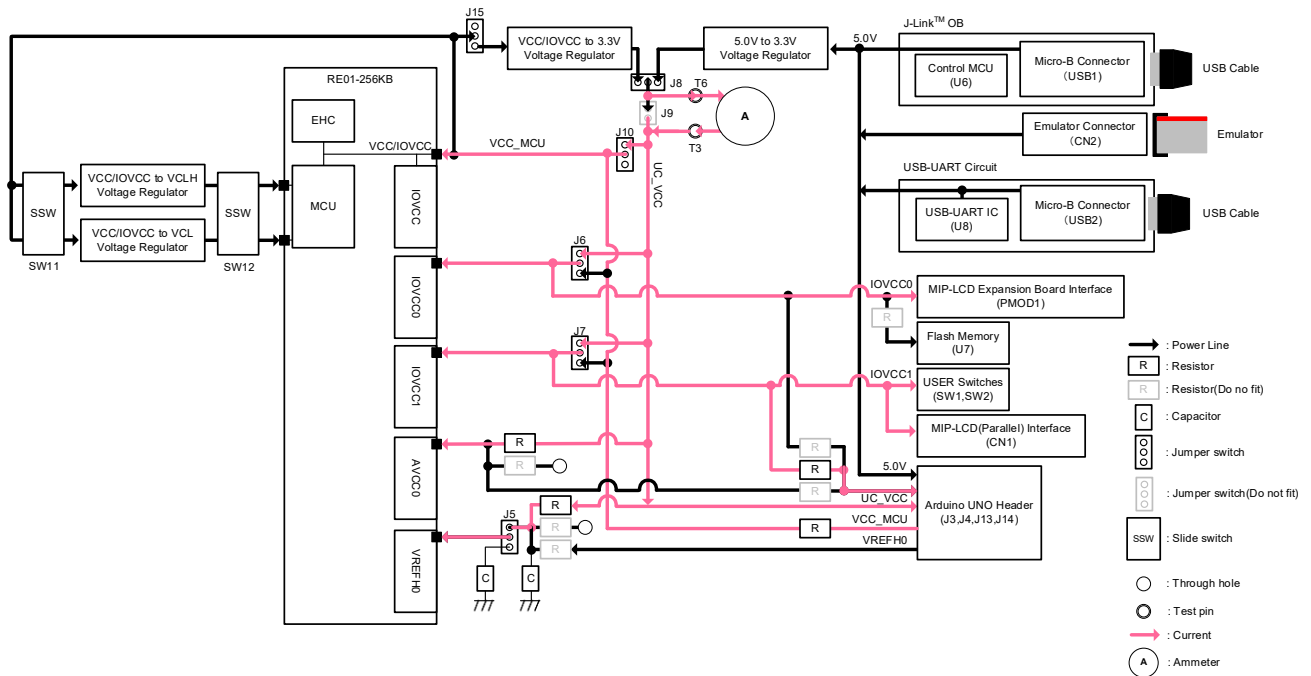 J15
J-Link™ OB
VCC/IOVCC to 3.3V
Voltage Regulator
5.0V to 3.3V
Voltage Regulator
5.0V
Control MCU
(U6)
Micro-B Connector
(USB1)
USB Cable
RE01-256KB
J8
T6
EHC
J9
A
J10
T3
Emulator Connector
(CN2)
Emulator
VCC/IOVCC
VCC_MCU
UC_VCC
USB-UART Circuit
SSW
SW11
VCC/IOVCC to VCLH
Voltage Regulator
VCC/IOVCC to VCL
Voltage Regulator
SSW
SW12
MCU
IOVCC
USB-UART IC
(U8)
Micro-B Connector
(USB2)
USB Cable
J6
IOVCC0
IOVCC0
MIP-LCD Expansion Board Interface
(PMOD1)
R
Flash Memory
(U7)
J7
IOVCC1
IOVCC1
USER Switches
(SW1,SW2)
MIP-LCD(Parallel) Interface
(CN1)
AVCC0
R
R
R
R
R
5.0V
UC_VCC
VCC_MCU
VREFH0
Arduino UNO Header
(J3,J4,J13,J14)
VREFH0
J5
R
R
R
R
C
C
: Power Line
R
: Resistor
R
: Resistor(Do no fit)
C
: Capacitor
: Jumper switch
: Jumper switch(Do not fit)
SSW
: Slide switch
: Through hole
: Test pin
: Current
A
: Ammeter